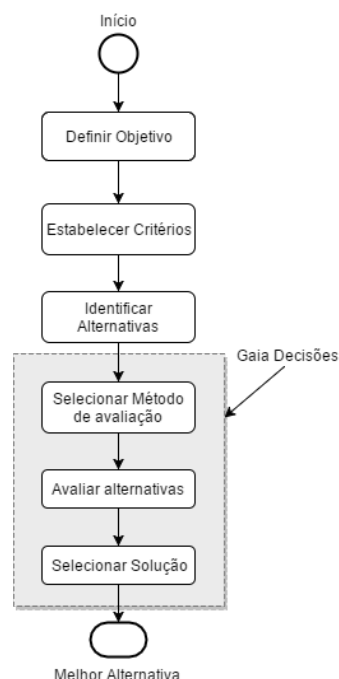 Início
Definir Objetivo
Estabelecer Critérios
Identificar
Alternativas
Gaia Decisões
Selecionar Método
de avaliação
Avaliar alternativas
Selecionar Solução
Melhor Alternativa